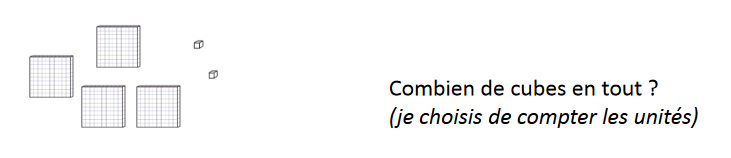 Combien de cubes en tout ?
(je choisis de compter les unités)